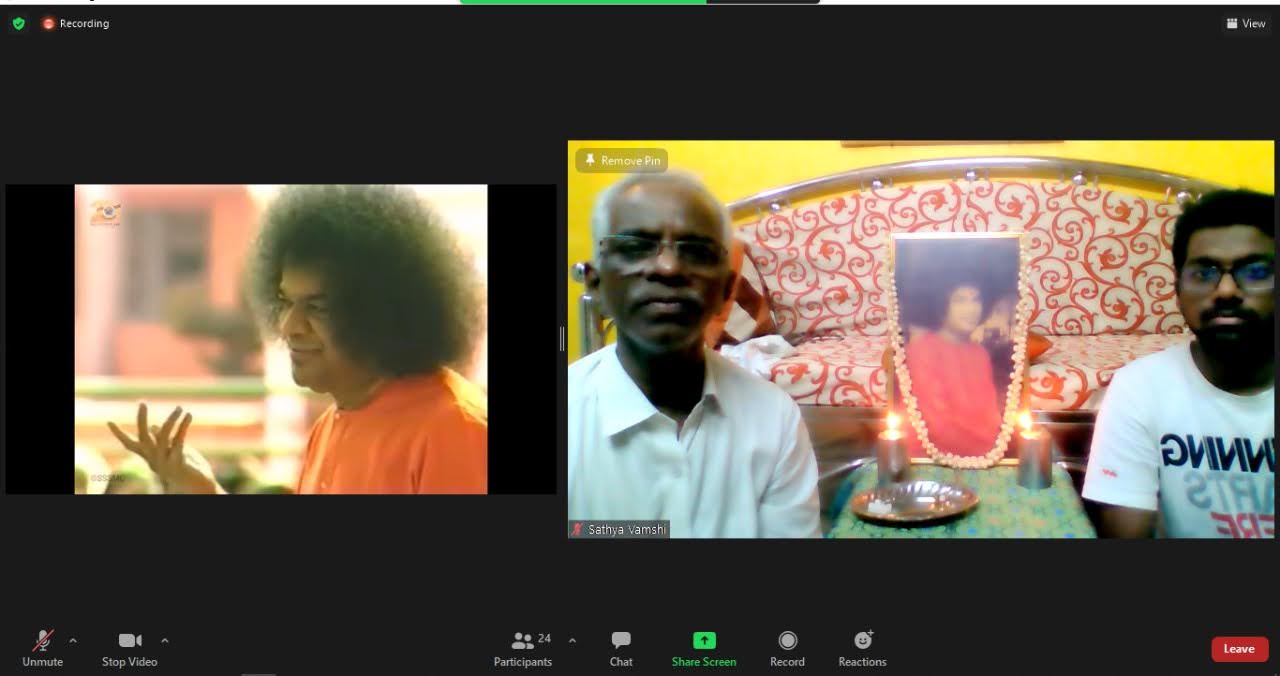 Recording
View
Remove Pin
Sathya Vamshi
Unmute
Stop Video
24
Participants
Chat
Share Screen
Record
Reactions
Leave